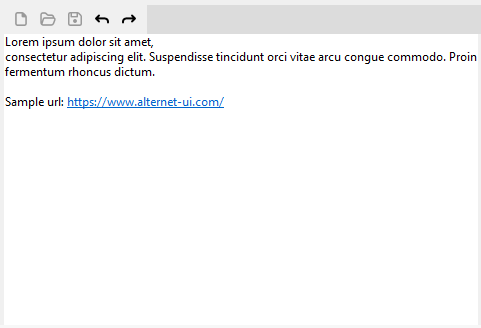 Lorem ipsum dolor sit amet,
consectetur adipiscing elit. Suspendisse tincidunt orci vitae arcu congue commodo. Proin
fermentum rhoncus dictum.
Sample url: https://www.alternet-ui.com/